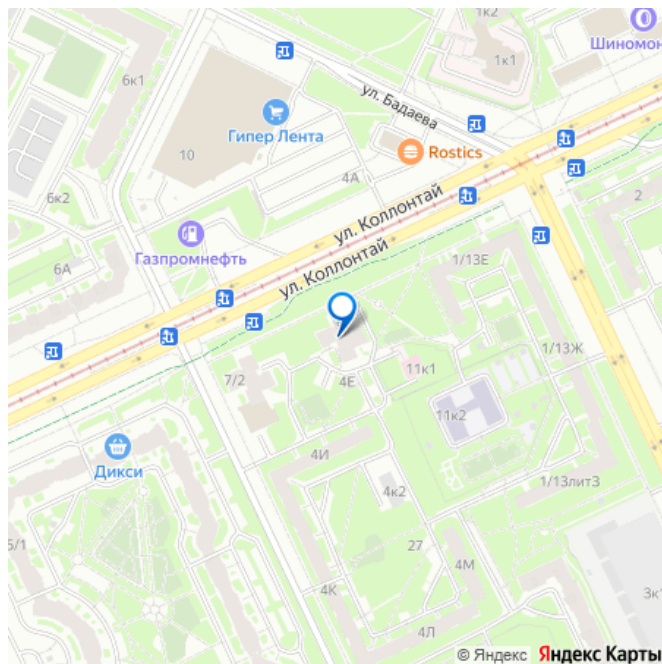 1к2
Шиномон
6к1
1к1
ул. Бадаева
Гипер Лента
10
Rostics
4А
6к2
2
ул. Коллонтай
Газпромнефть
1/13Е
6А
ул. Коллонтай
1/13Ж
11к1
7/2
4Е
11к2
4И
Дикси
1/13литЗ
4к2
5/1
27
4М
4К
3к
4Л
© Яндекс Яндекс Карты